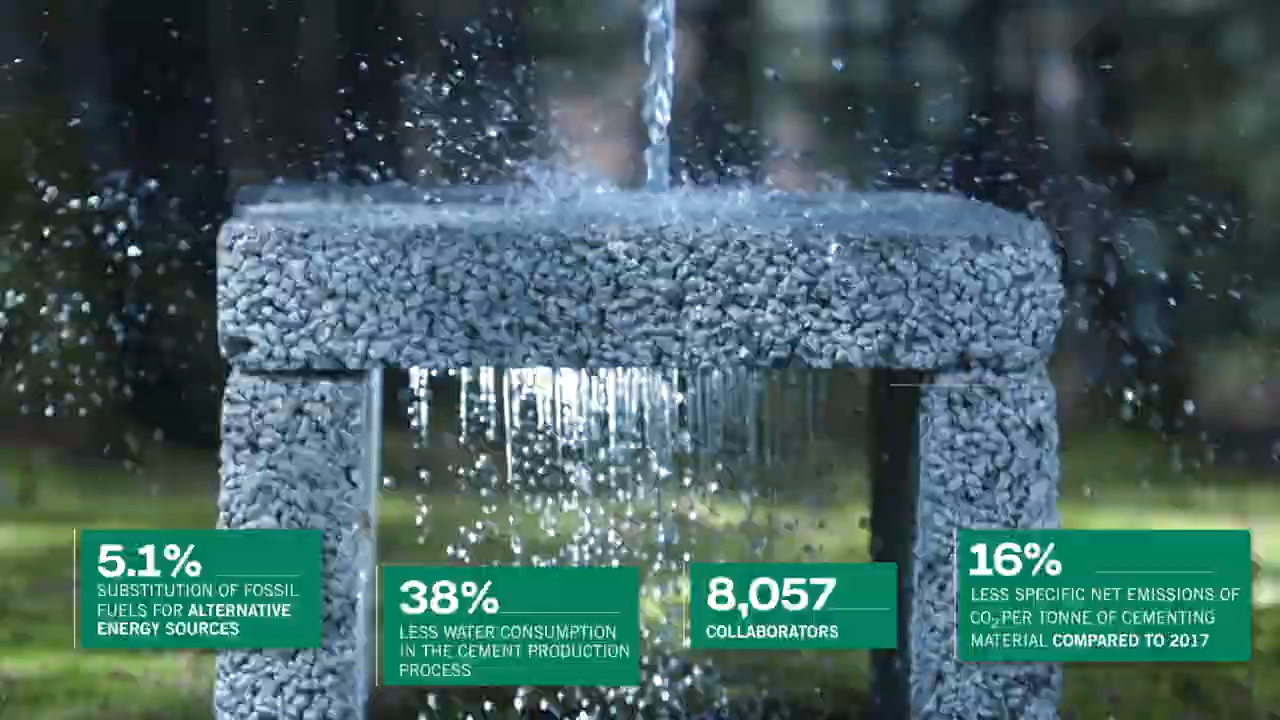 5.1%
SUBSTITUTION OF FOSSIL
FUELS FOR ALTERNATIVE
ENERGY SOURCES
38%
LESS WATER CONSUMPTION
IN THE CEMENT PRODUCTION
PROCESS
8,057
COLLABORATORS
16%
LESS SPECIFIC NET EMISSIONS OF
CO₂ PER TONNE OF CEMENTING
MATERIAL COMPARED TO 2017